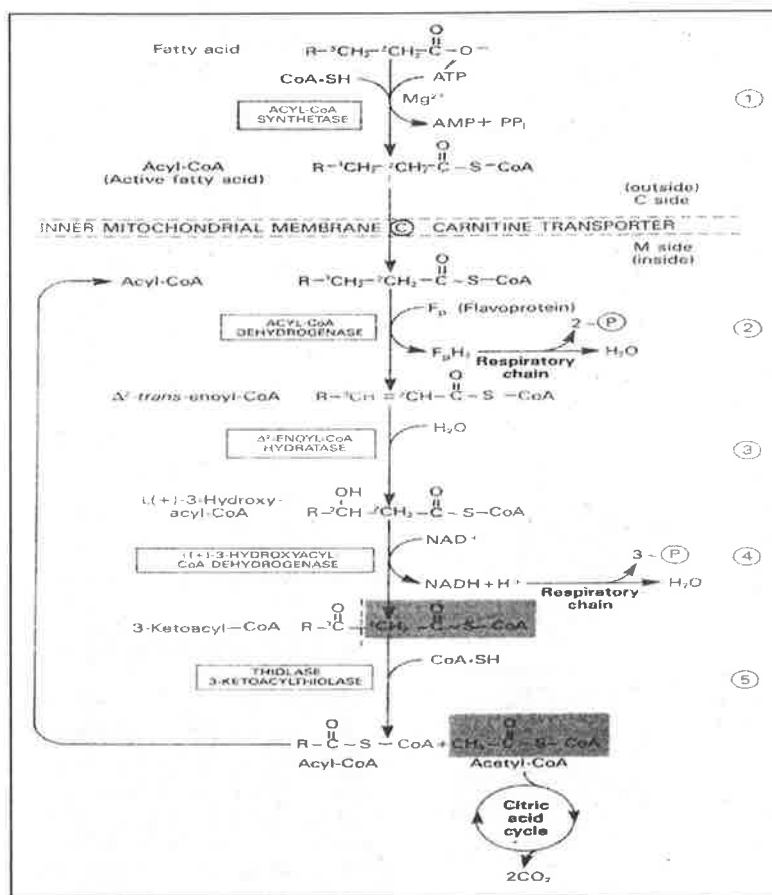 Fatty acid R—³CH₂—²CH₂—C—O⁻
O
CoA•SH ATP
Mg²⁺
ACYL-CoA
SYNTHETASE
AMP + PPᵢ
①
Acyl-CoA
(Active fatty acid)
O
R—³CH₂—²CH₂—C—S—CoA
(outside)
C side
INNER MITOCHONDRIAL MEMBRANE Ⓒ CARNITINE TRANSPORTER
M side
(inside)
O
Acyl-CoA R—³CH₂—²CH₂—C—S—CoA
Fₚ (Flavoprotein)
ACYL-CoA
DEHYDROGENASE
2~Ⓟ
②
FₚH₂ Respiratory chain H₂O
O
Δ²-trans-enoyl-CoA R—³CH=²CH—C—S—CoA
H₂O
Δ²-ENOYL-CoA
HYDRATASE
③
OH O
L(+)-3-Hydroxy-
acyl-CoA
R—³CH—²CH₂—C—S—CoA
NAD⁺
L(+)-3-HYDROXYACYL
CoA DEHYDROGENASE
3~Ⓟ
④
NADH + H⁺ Respiratory chain H₂O
O O
3-Ketoacyl—CoA R—³C—²CH₂—C—S—CoA
CoA•SH
THIOLASE
3-KETOACYLTHIOLASE
⑤
O O
R—C—S—CoA + CH₃—C—S—CoA
Acyl-CoA Acetyl-CoA
Citric
acid
cycle
2CO₂